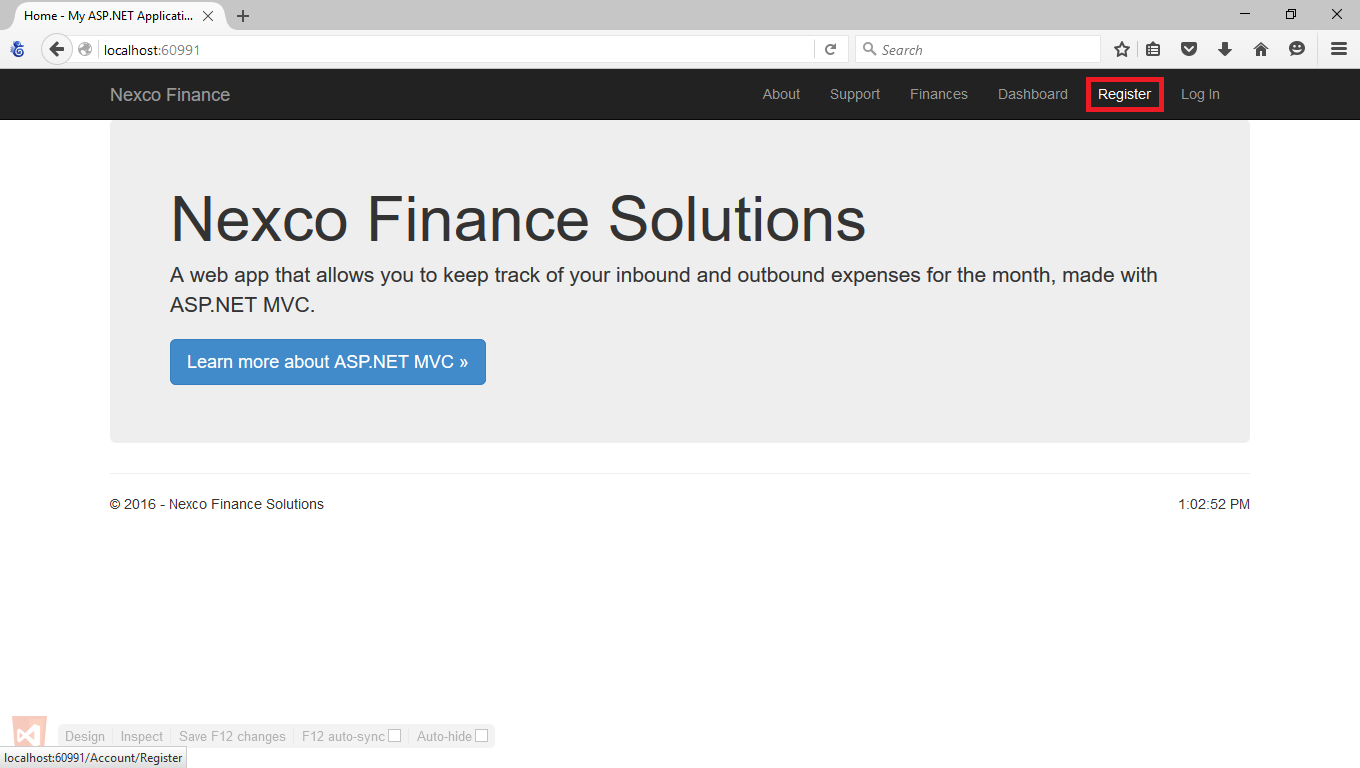 Home - My ASP.NET Applicati...
localhost:60991
Search
Nexco Finance
About
Support
Finances
Dashboard
Register
Log In
Nexco Finance Solutions
A web app that allows you to keep track of your inbound and outbound expenses for the month, made with
ASP.NET MVC.
Learn more about ASP.NET MVC »
© 2016 - Nexco Finance Solutions
1:02:52 PM
Design
Inspect
Save F12 changes
F12 auto-sync
Auto-hide
localhost:60991/Account/Register